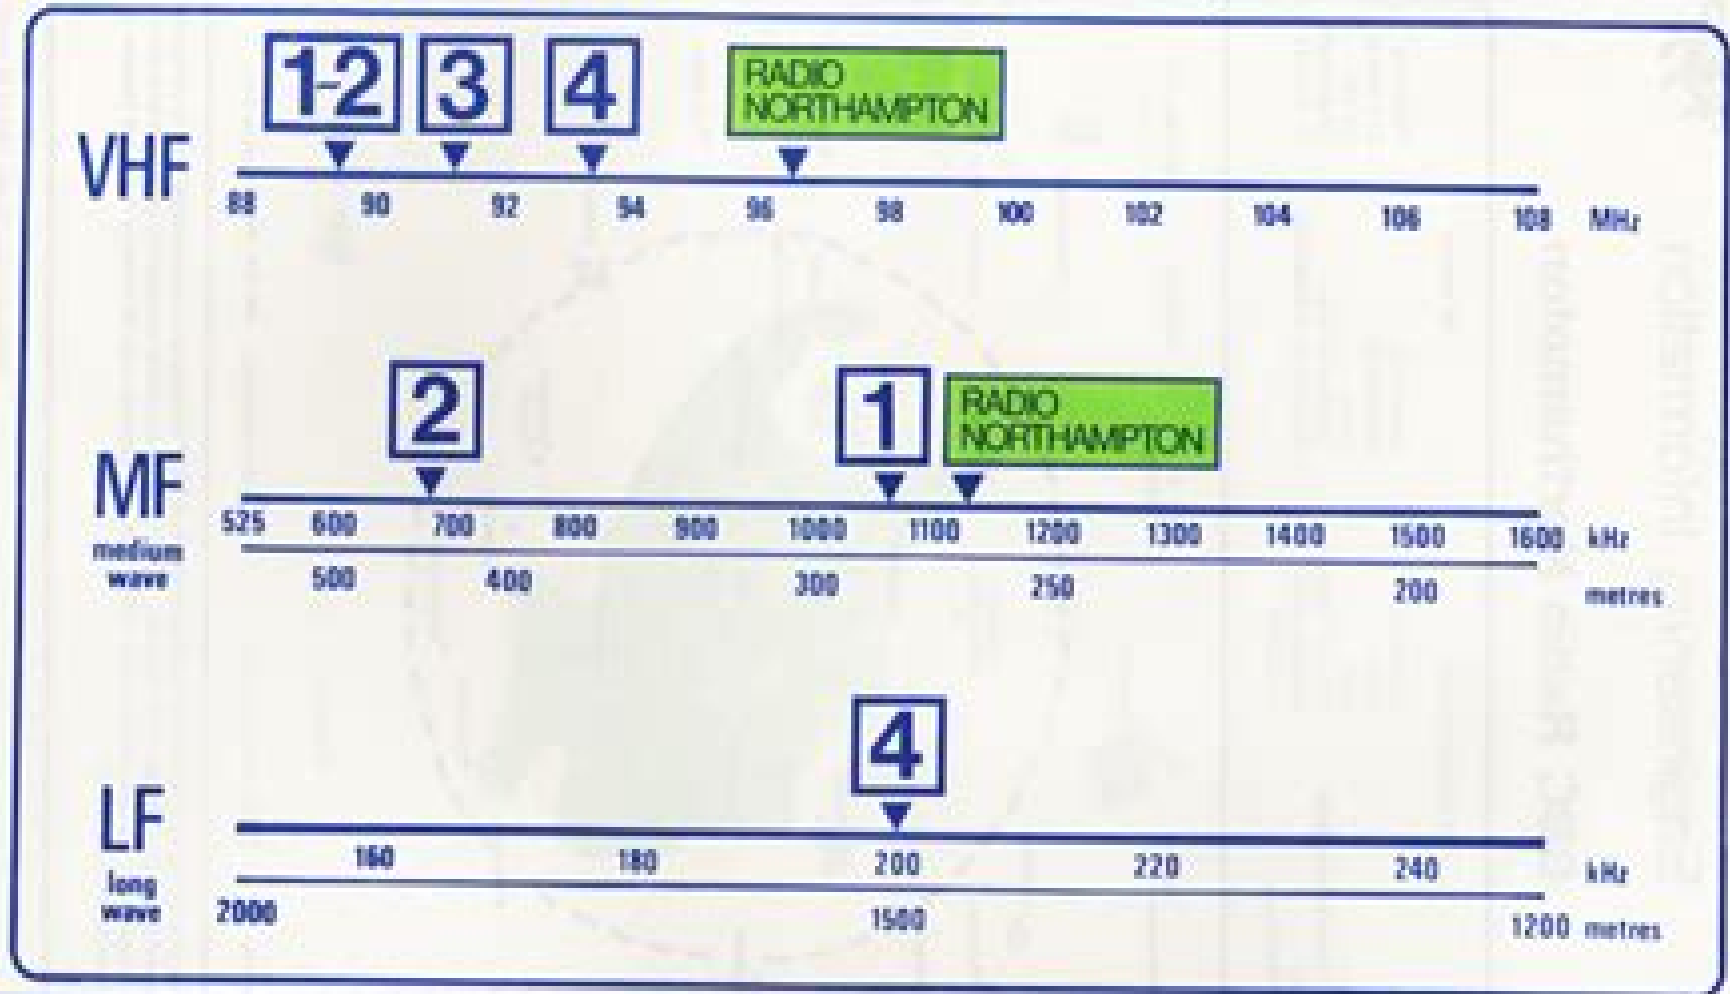 1-2 3 4 RADIO
NORTHAMPTON
VHF
88 90 92 94 96 98 100 102 104 106 108 MHz
2 1 RADIO
NORTHAMPTON
MF
525 600 700 800 900 1000 1100 1200 1300 1400 1500 1600 kHz
medium
wave
500 400 300 250 200 metres
4
LF
160 180 200 220 240 kHz
long
wave
2000 1500 1200 metres